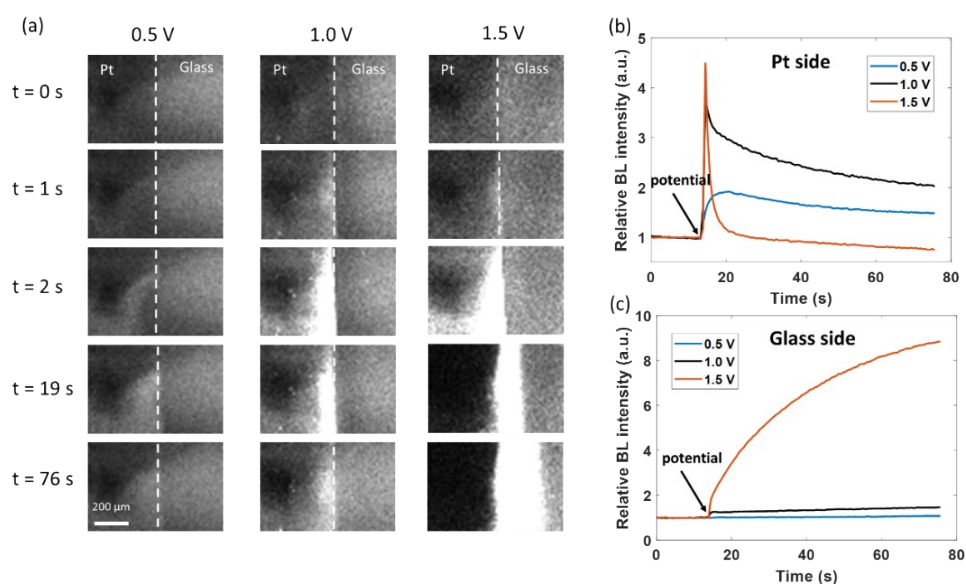 (a)
0.5 V
1.0 V
1.5 V
Pt Glass
Pt Glass
Pt Glass
t = 0 s
t = 1 s
t = 2 s
t = 19 s
t = 76 s
200 µm
(b)
Relative BL intensity (a.u.)
5
4
3
2
1
Pt side
0.5 V
1.0 V
1.5 V
potential
0 20 40 60 80
Time (s)
(c)
Relative BL intensity (a.u.)
10
8
6
4
2
0
Glass side
0.5 V
1.0 V
1.5 V
potential
0 20 40 60 80
Time (s)